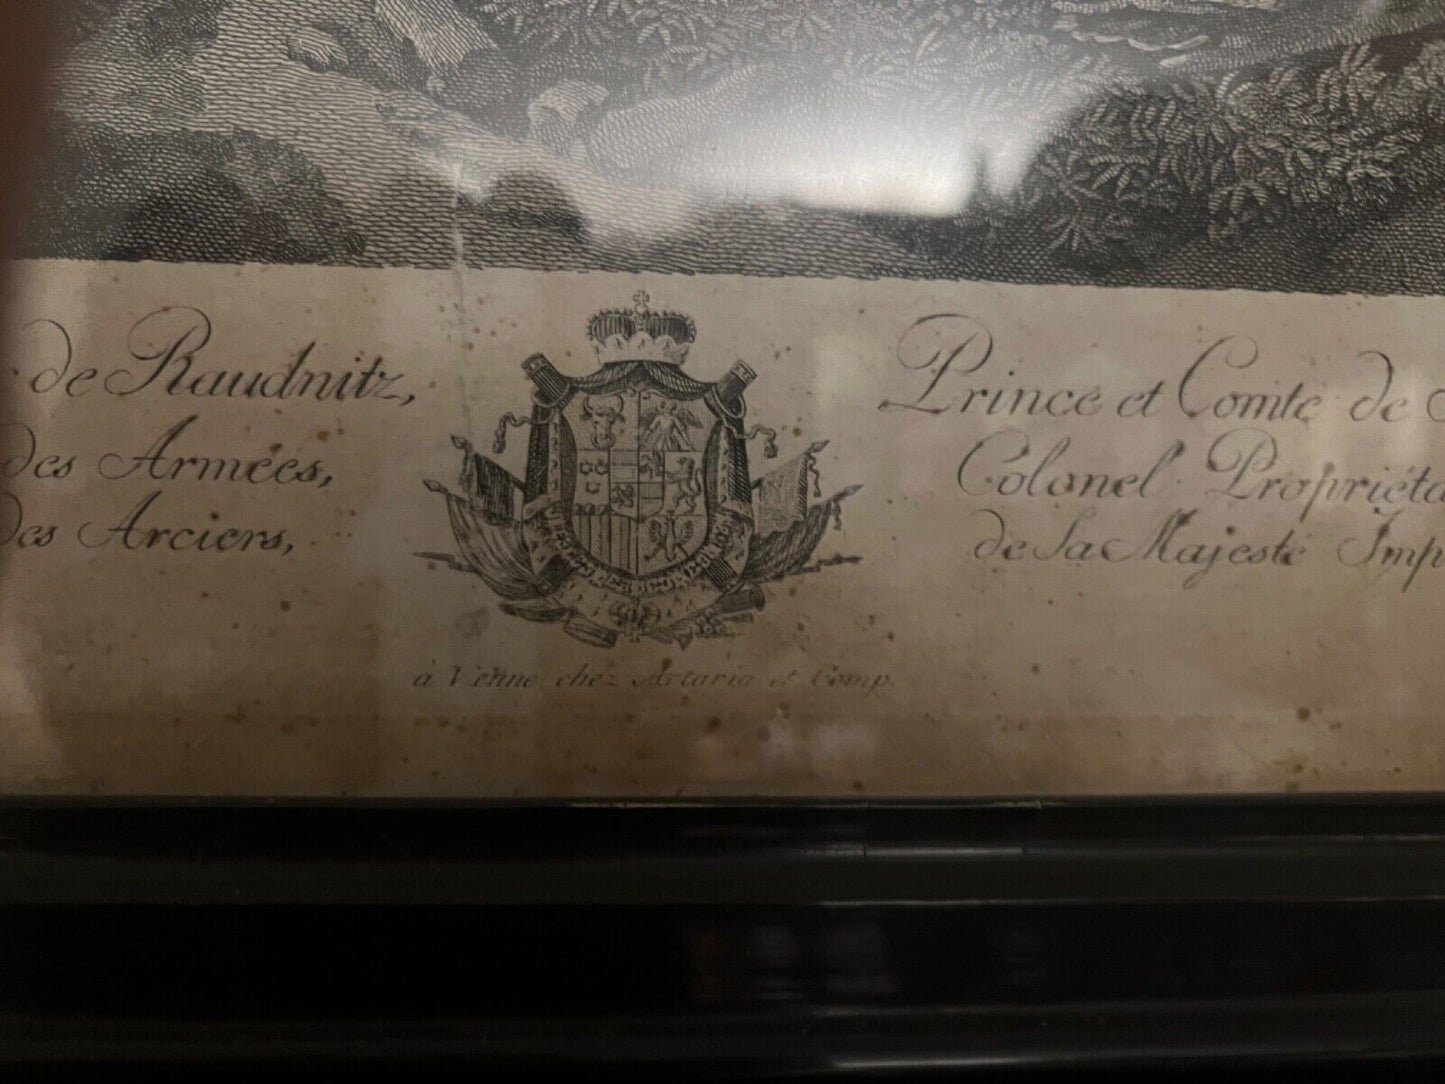 de Raudnitz,
Prince et Comte de
des Armées,
Colonel Propriéta
des Arciers,
de Sa Majesté Imp
à Vienne chez Artaria et Comp.